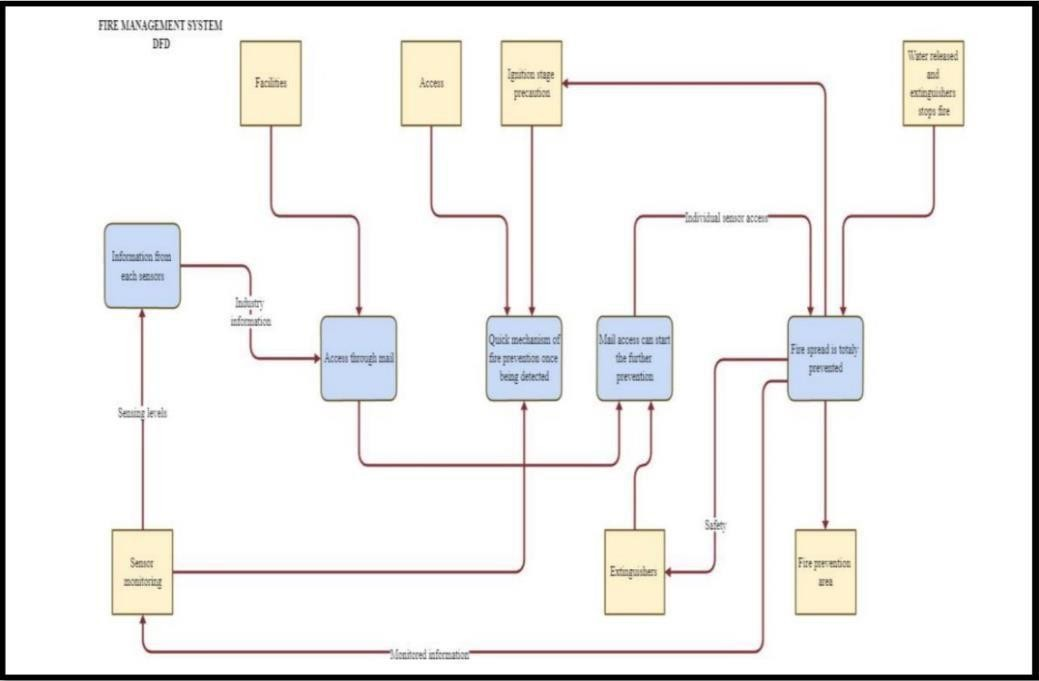 FIRE MANAGEMENT SYSTEM
DFD
Facilities
Access
Ignition stage
precaution
Water released
and
extinguishers
stops fire
Individual sensor access
Information from
each sensors
Industry
information
Access through mail
Quick mechanism of
fire prevention once
being detected
Mail access can start
the further
prevention
Fire spread is totaly
prevented
Sensing levels
Safety
Sensor
monitoring
Extinguishers
Fire prevention
area
Monitored information